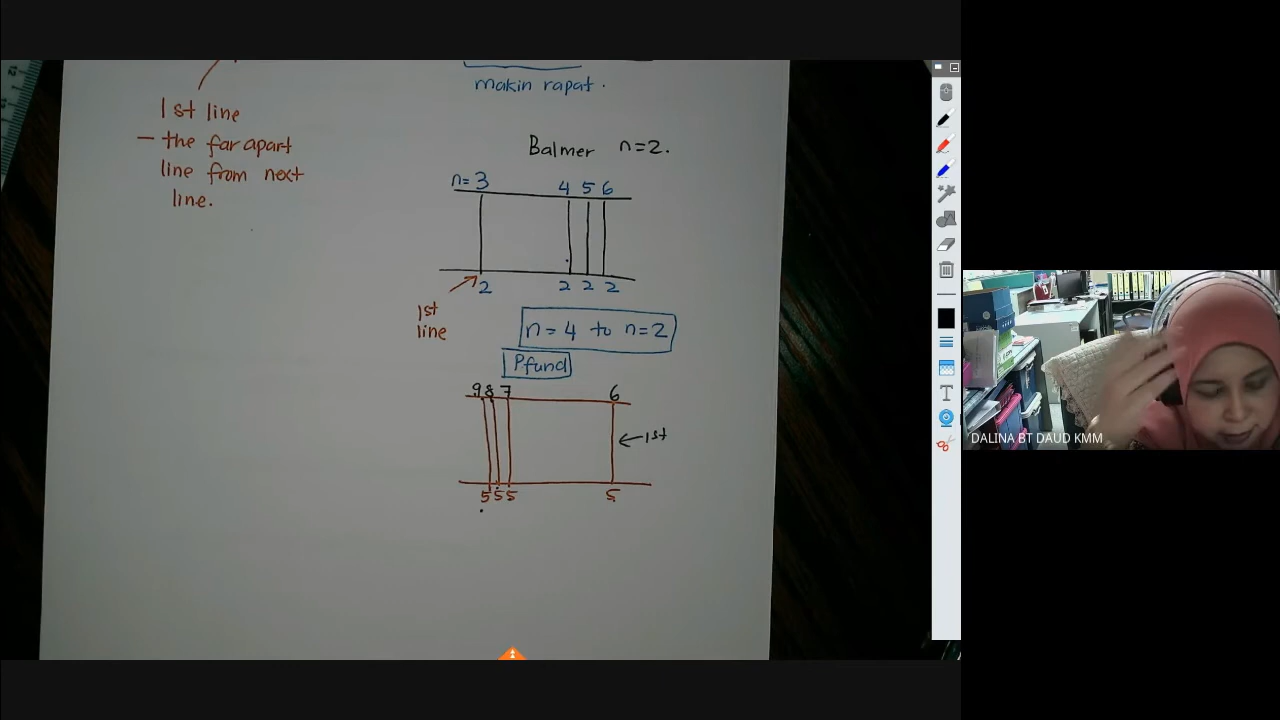 1st line
— the far apart
line from next
line.
makin rapat.
Balmer n=2.
n= 3 4 5 6
2 2 2 2
1st
line
n = 4 to n=2
Pfund
9 8 7 6
←1st
5 5 5 5
T
DALINA BT DAUD KMM